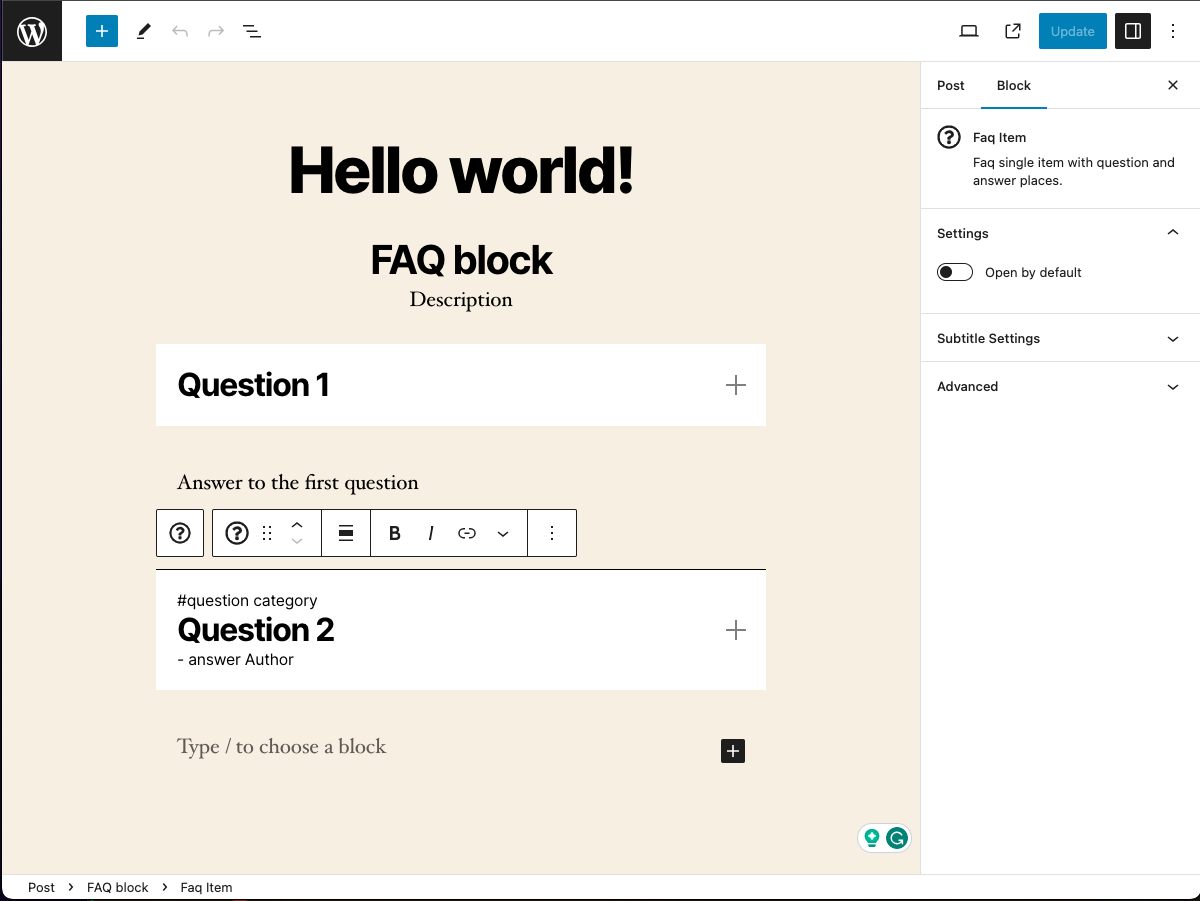 Update
Post
Block
Hello world!
FAQ block
Description
Question 1
Answer to the first question
B I
#question category
Question 2
- answer Author
Type / to choose a block
Faq Item
Faq single item with question and
answer places.
Settings
Open by default
Subtitle Settings
Advanced
Post > FAQ block > Faq Item